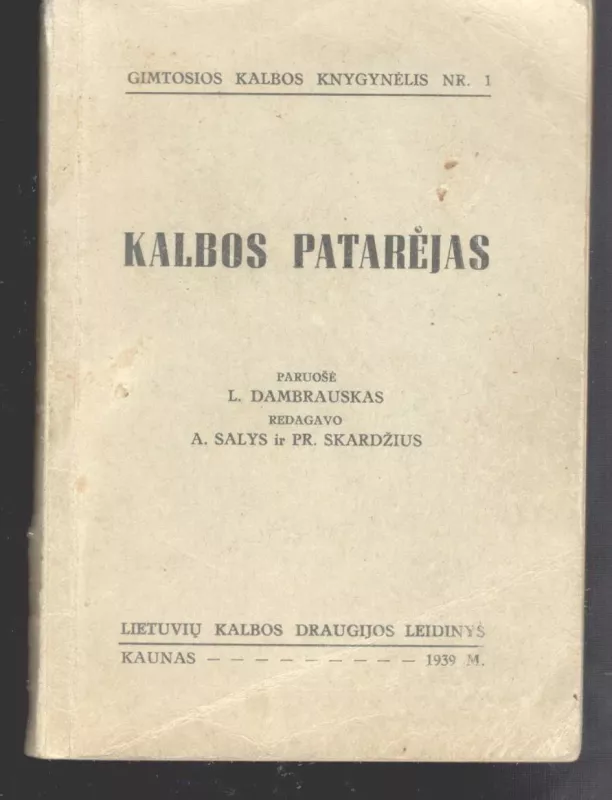 GIMTOSIOS KALBOS KNYGYNĖLIS NR. 1
KALBOS PATARĖJAS
PARUOŠĖ
L. DAMBRAUSKAS
REDAGAVO
A. SALYS ir PR. SKARDŽIUS
LIETUVIŲ KALBOS DRAUGIJOS LEIDINYS
KAUNAS — — — — — — — — — 1939 M.